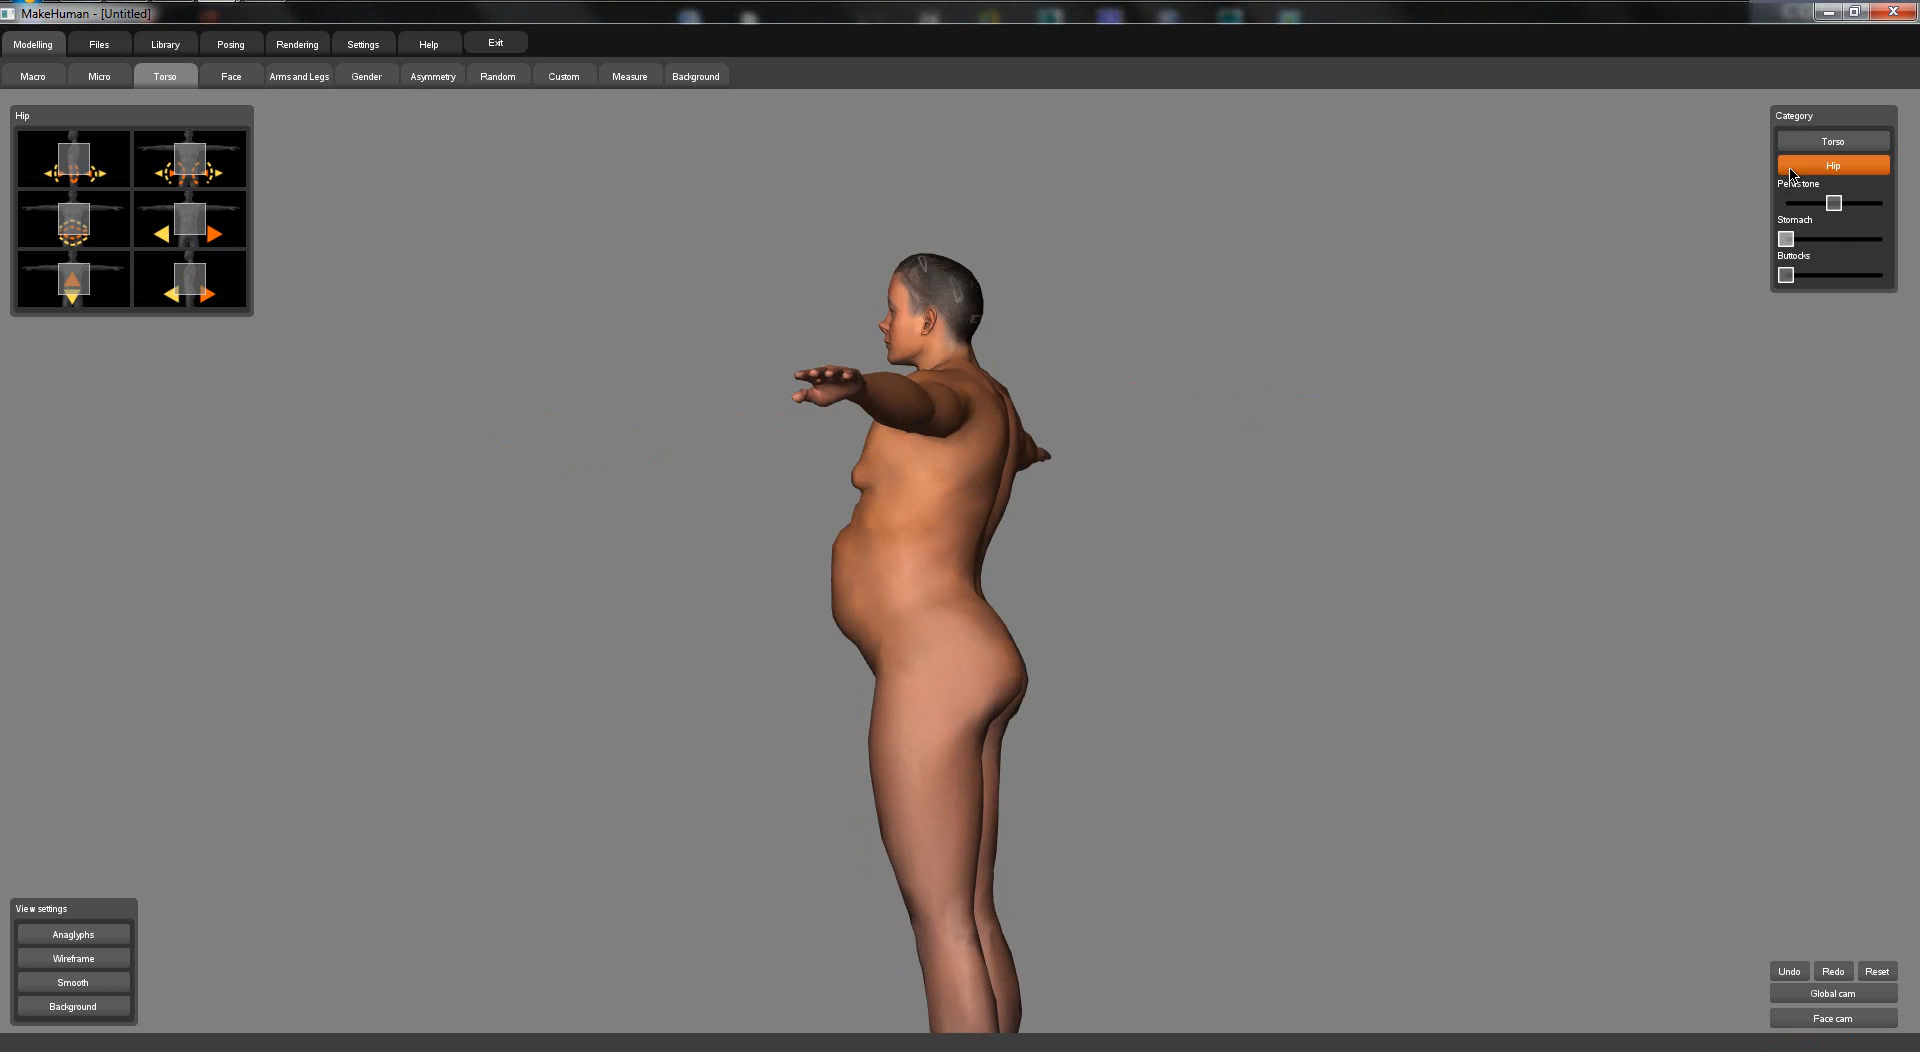 MakeHuman - [Untitled]
Modelling Files Library Posing Rendering Settings Help Exit
Macro Micro Torso Face Arms and Legs Gender Asymmetry Random Custom Measure Background
Hip
Category
Torso
Hip
Stomach
Buttocks
View settings
Anaglyphs
Wireframe
Smooth
Background
Undo Redo Reset
Global cam
Face cam